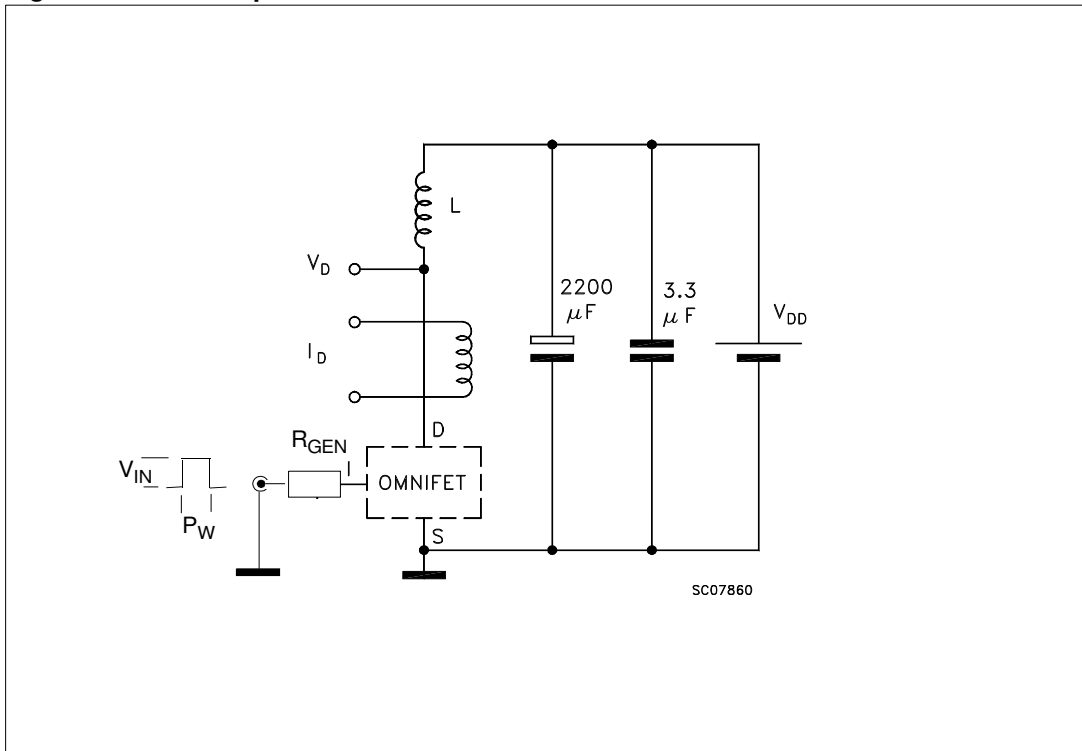 L
V_D
2200
μF
3.3
μF
V_DD
I_D
D
R_GEN
I
V_IN
OMNIFET
P_W
S
SC07860